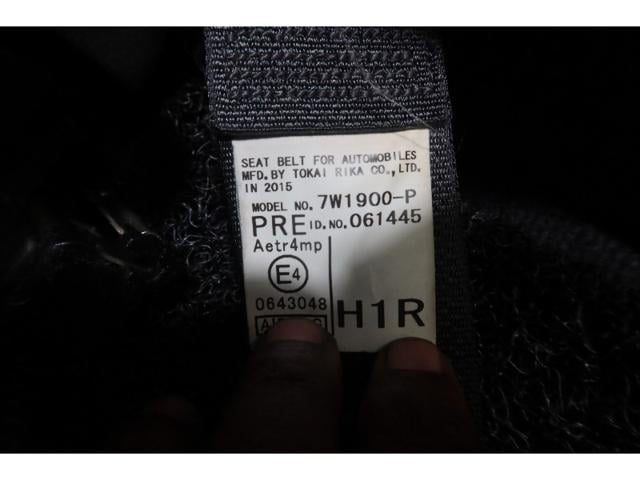 SEAT BELT FOR AUTOMOBILES
MFD. BY TOKAI RIKA CO., LTD.
IN 2015
MODEL NO. 7W1900-P
PRE ID. NO. 061445
Aetr4mp
E4
0643048
H1R